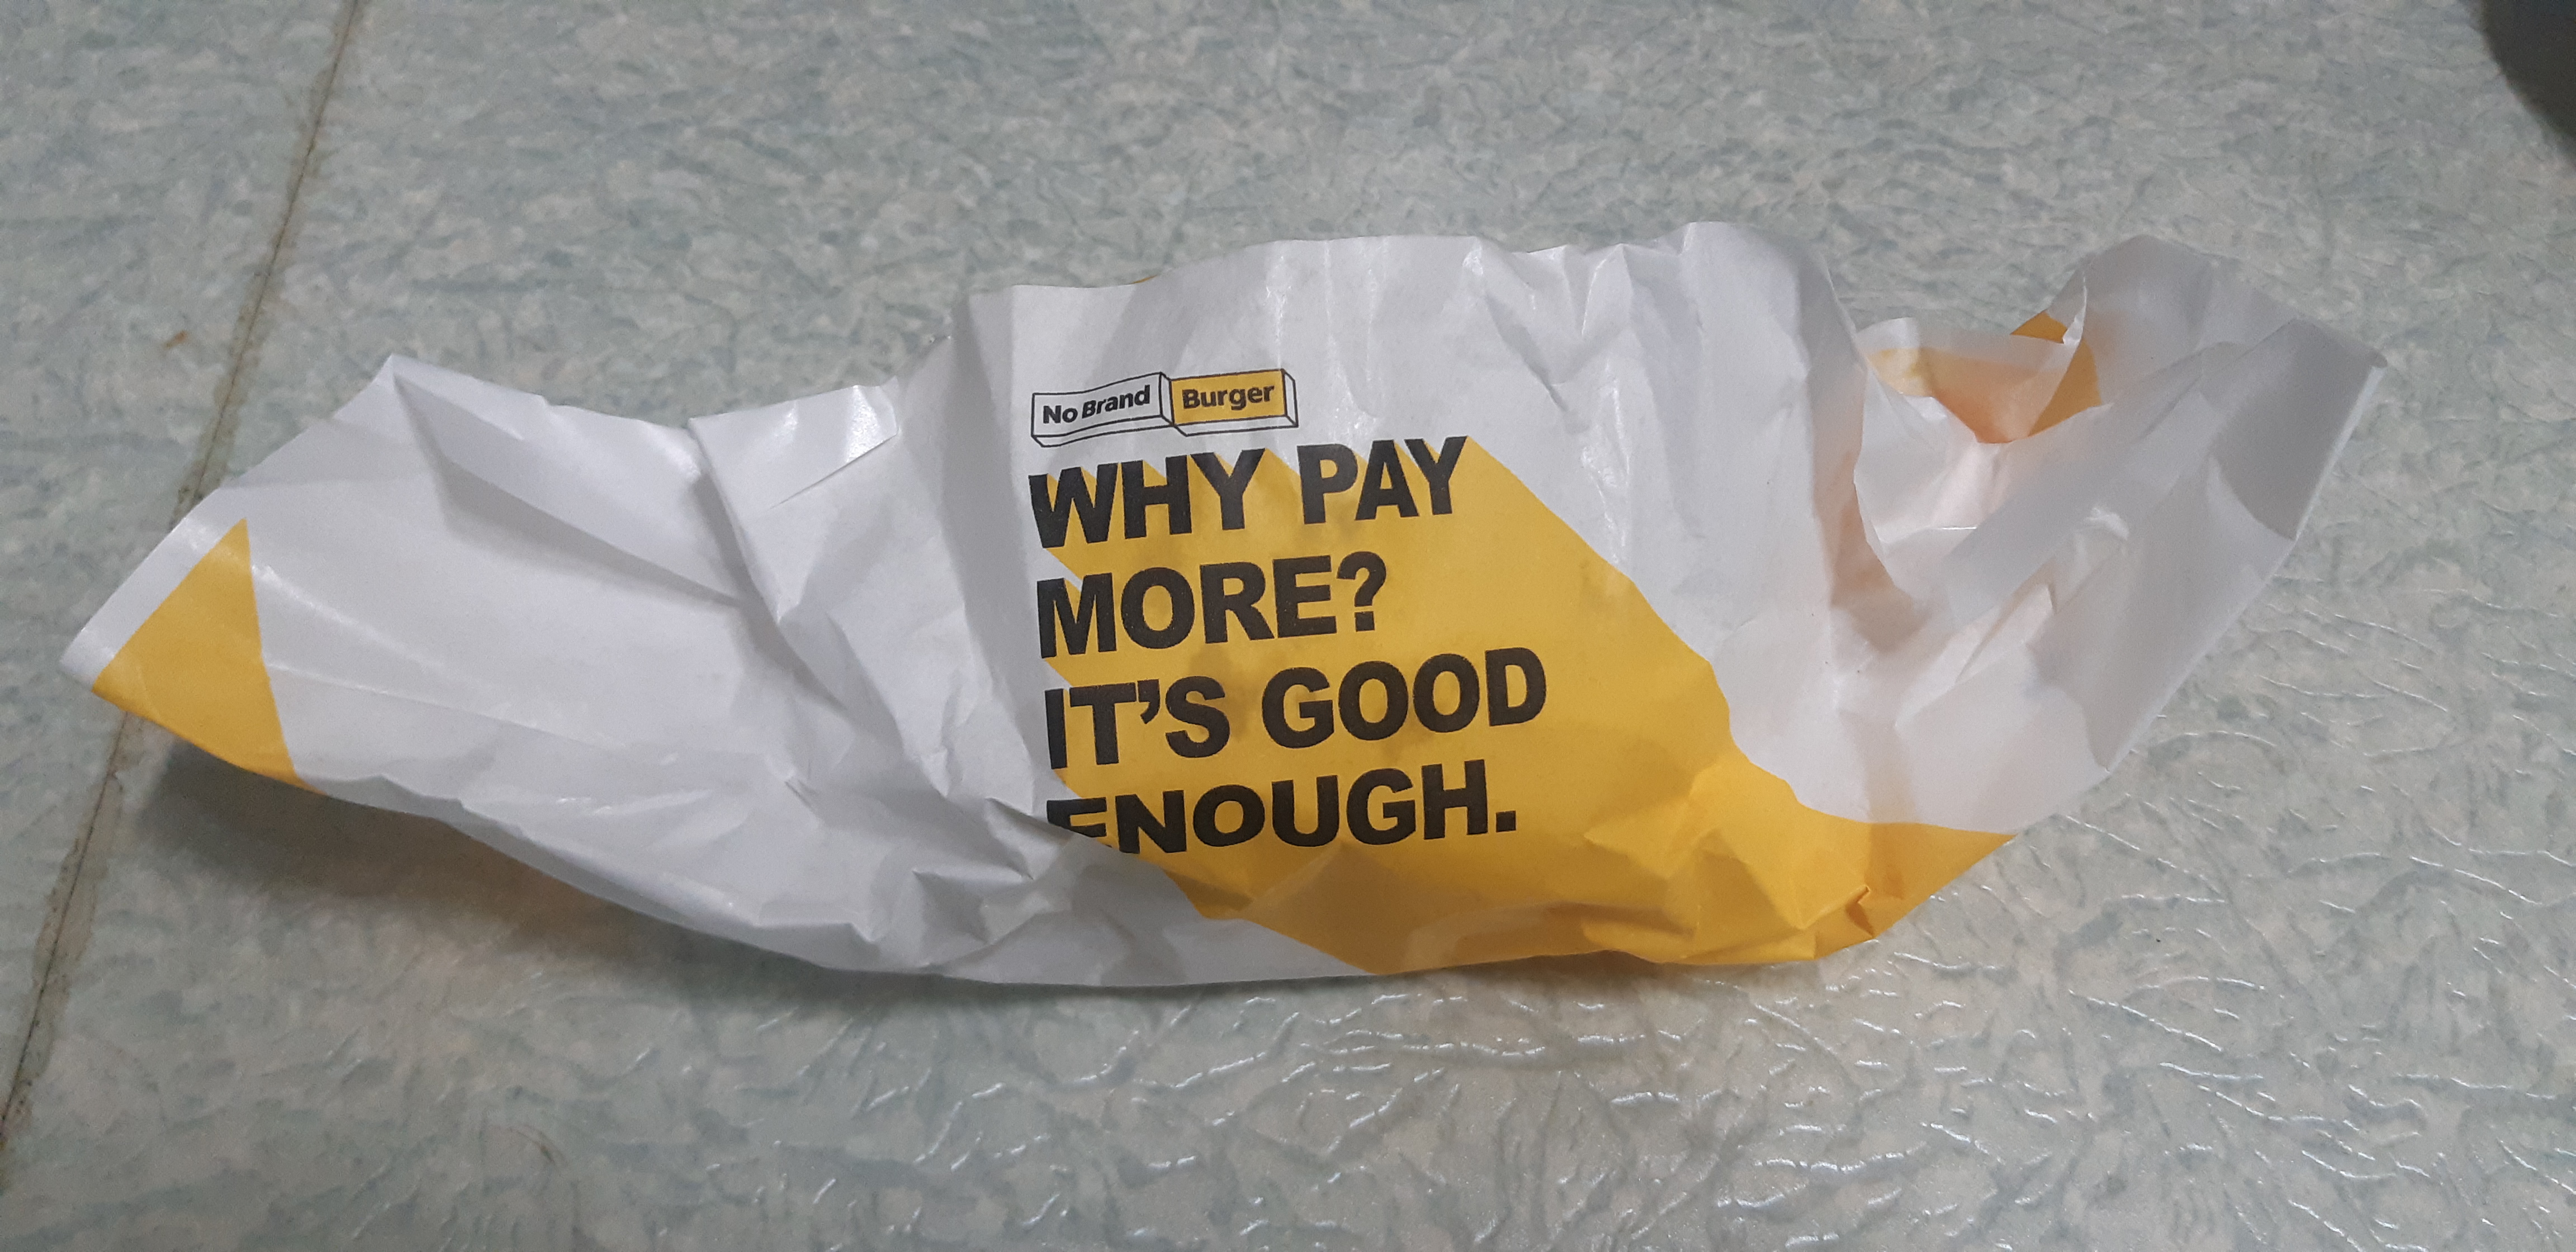 No Brand Burger
WHY PAY
MORE?
IT'S GOOD
ENOUGH.